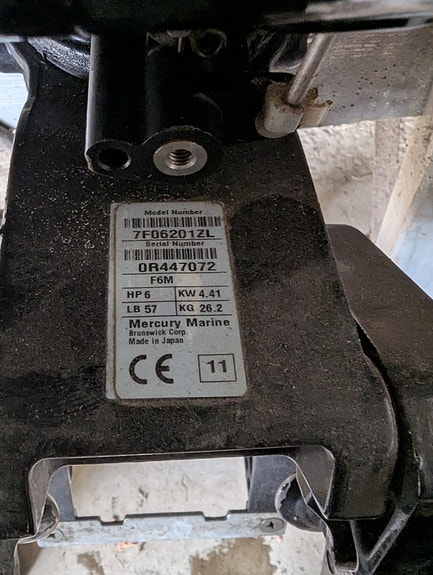 Model Number
7F06201ZL
Serial Number
0R447072
F6M
HP 6 KW 4.41
LB 57 KG 26.2
Mercury Marine
Brunswick Corp.
Made in Japan
CE 11